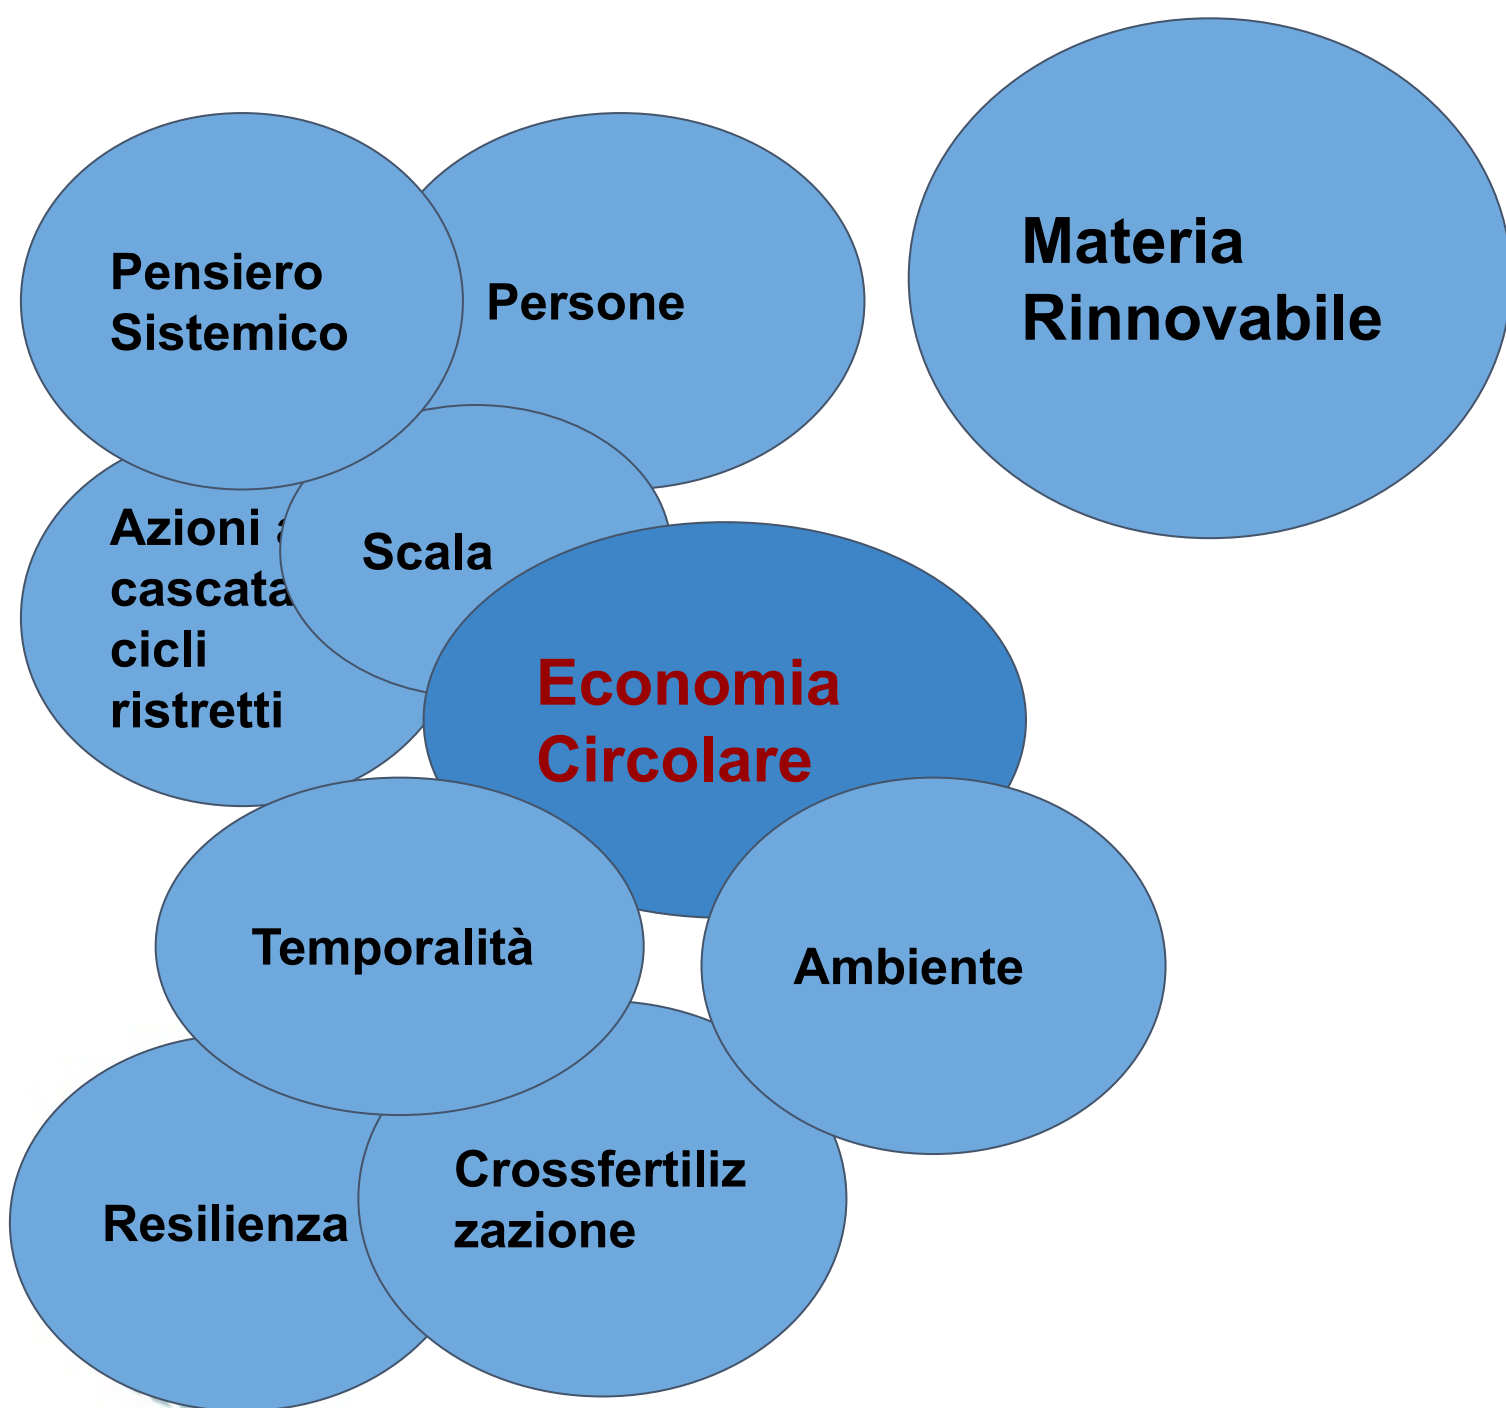 Pensiero
Sistemico
Persone
Materia
Rinnovabile
Azioni a
cascata
cicli
ristretti
Scala
Economia
Circolare
Temporalità
Ambiente
Resilienza
Crossfertiliz
zazione